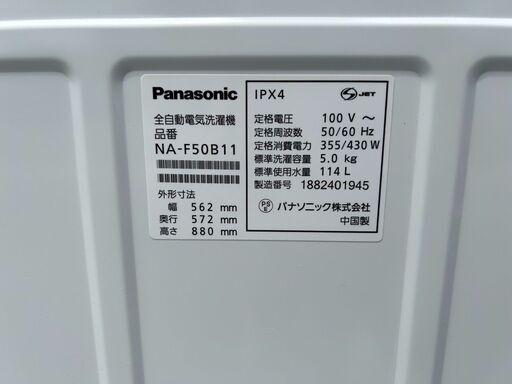 Panasonic
全自動電気洗濯機
品番
NA-F50B11
外形寸法
幅 562 mm
奥行 572 mm
高さ 880 mm
IPX4
S JET
定格電圧 100 V ～
定格周波数 50/60 Hz
定格消費電力 355/430 W
標準洗濯容量 5.0 kg
標準使用水量 114 L
製造番号 1882401945
PS E パナソニック株式会社
中国製